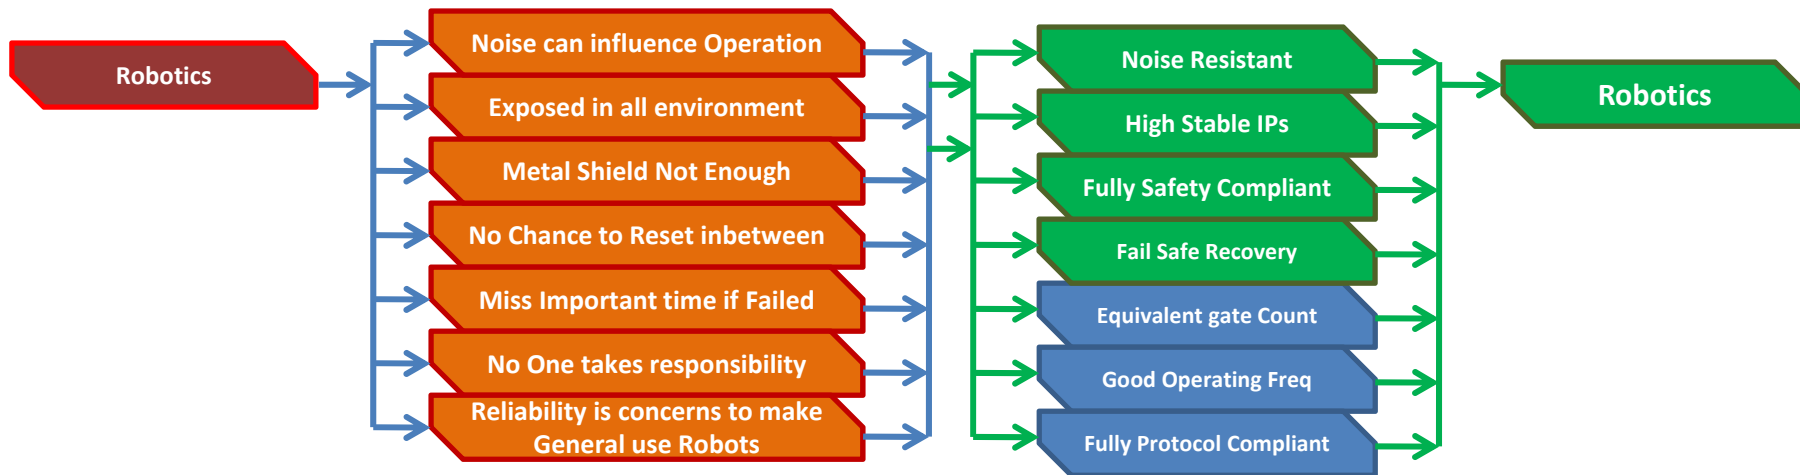 Robotics
Noise can influence Operation
Exposed in all environment
Metal Shield Not Enough
No Chance to Reset inbetween
Miss Important time if Failed
No One takes responsibility
Reliability is concerns to make
General use Robots
Noise Resistant
High Stable IPs
Fully Safety Compliant
Fail Safe Recovery
Equivalent gate Count
Good Operating Freq
Fully Protocol Compliant
Robotics